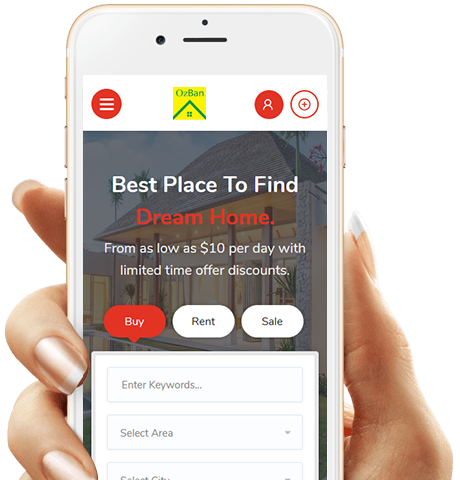 OzBan
Best Place To Find
Dream Home.
From as low as $10 per day with
limited time offer discounts.
Buy
Rent
Sale
Enter Keywords...
Select Area
Select City